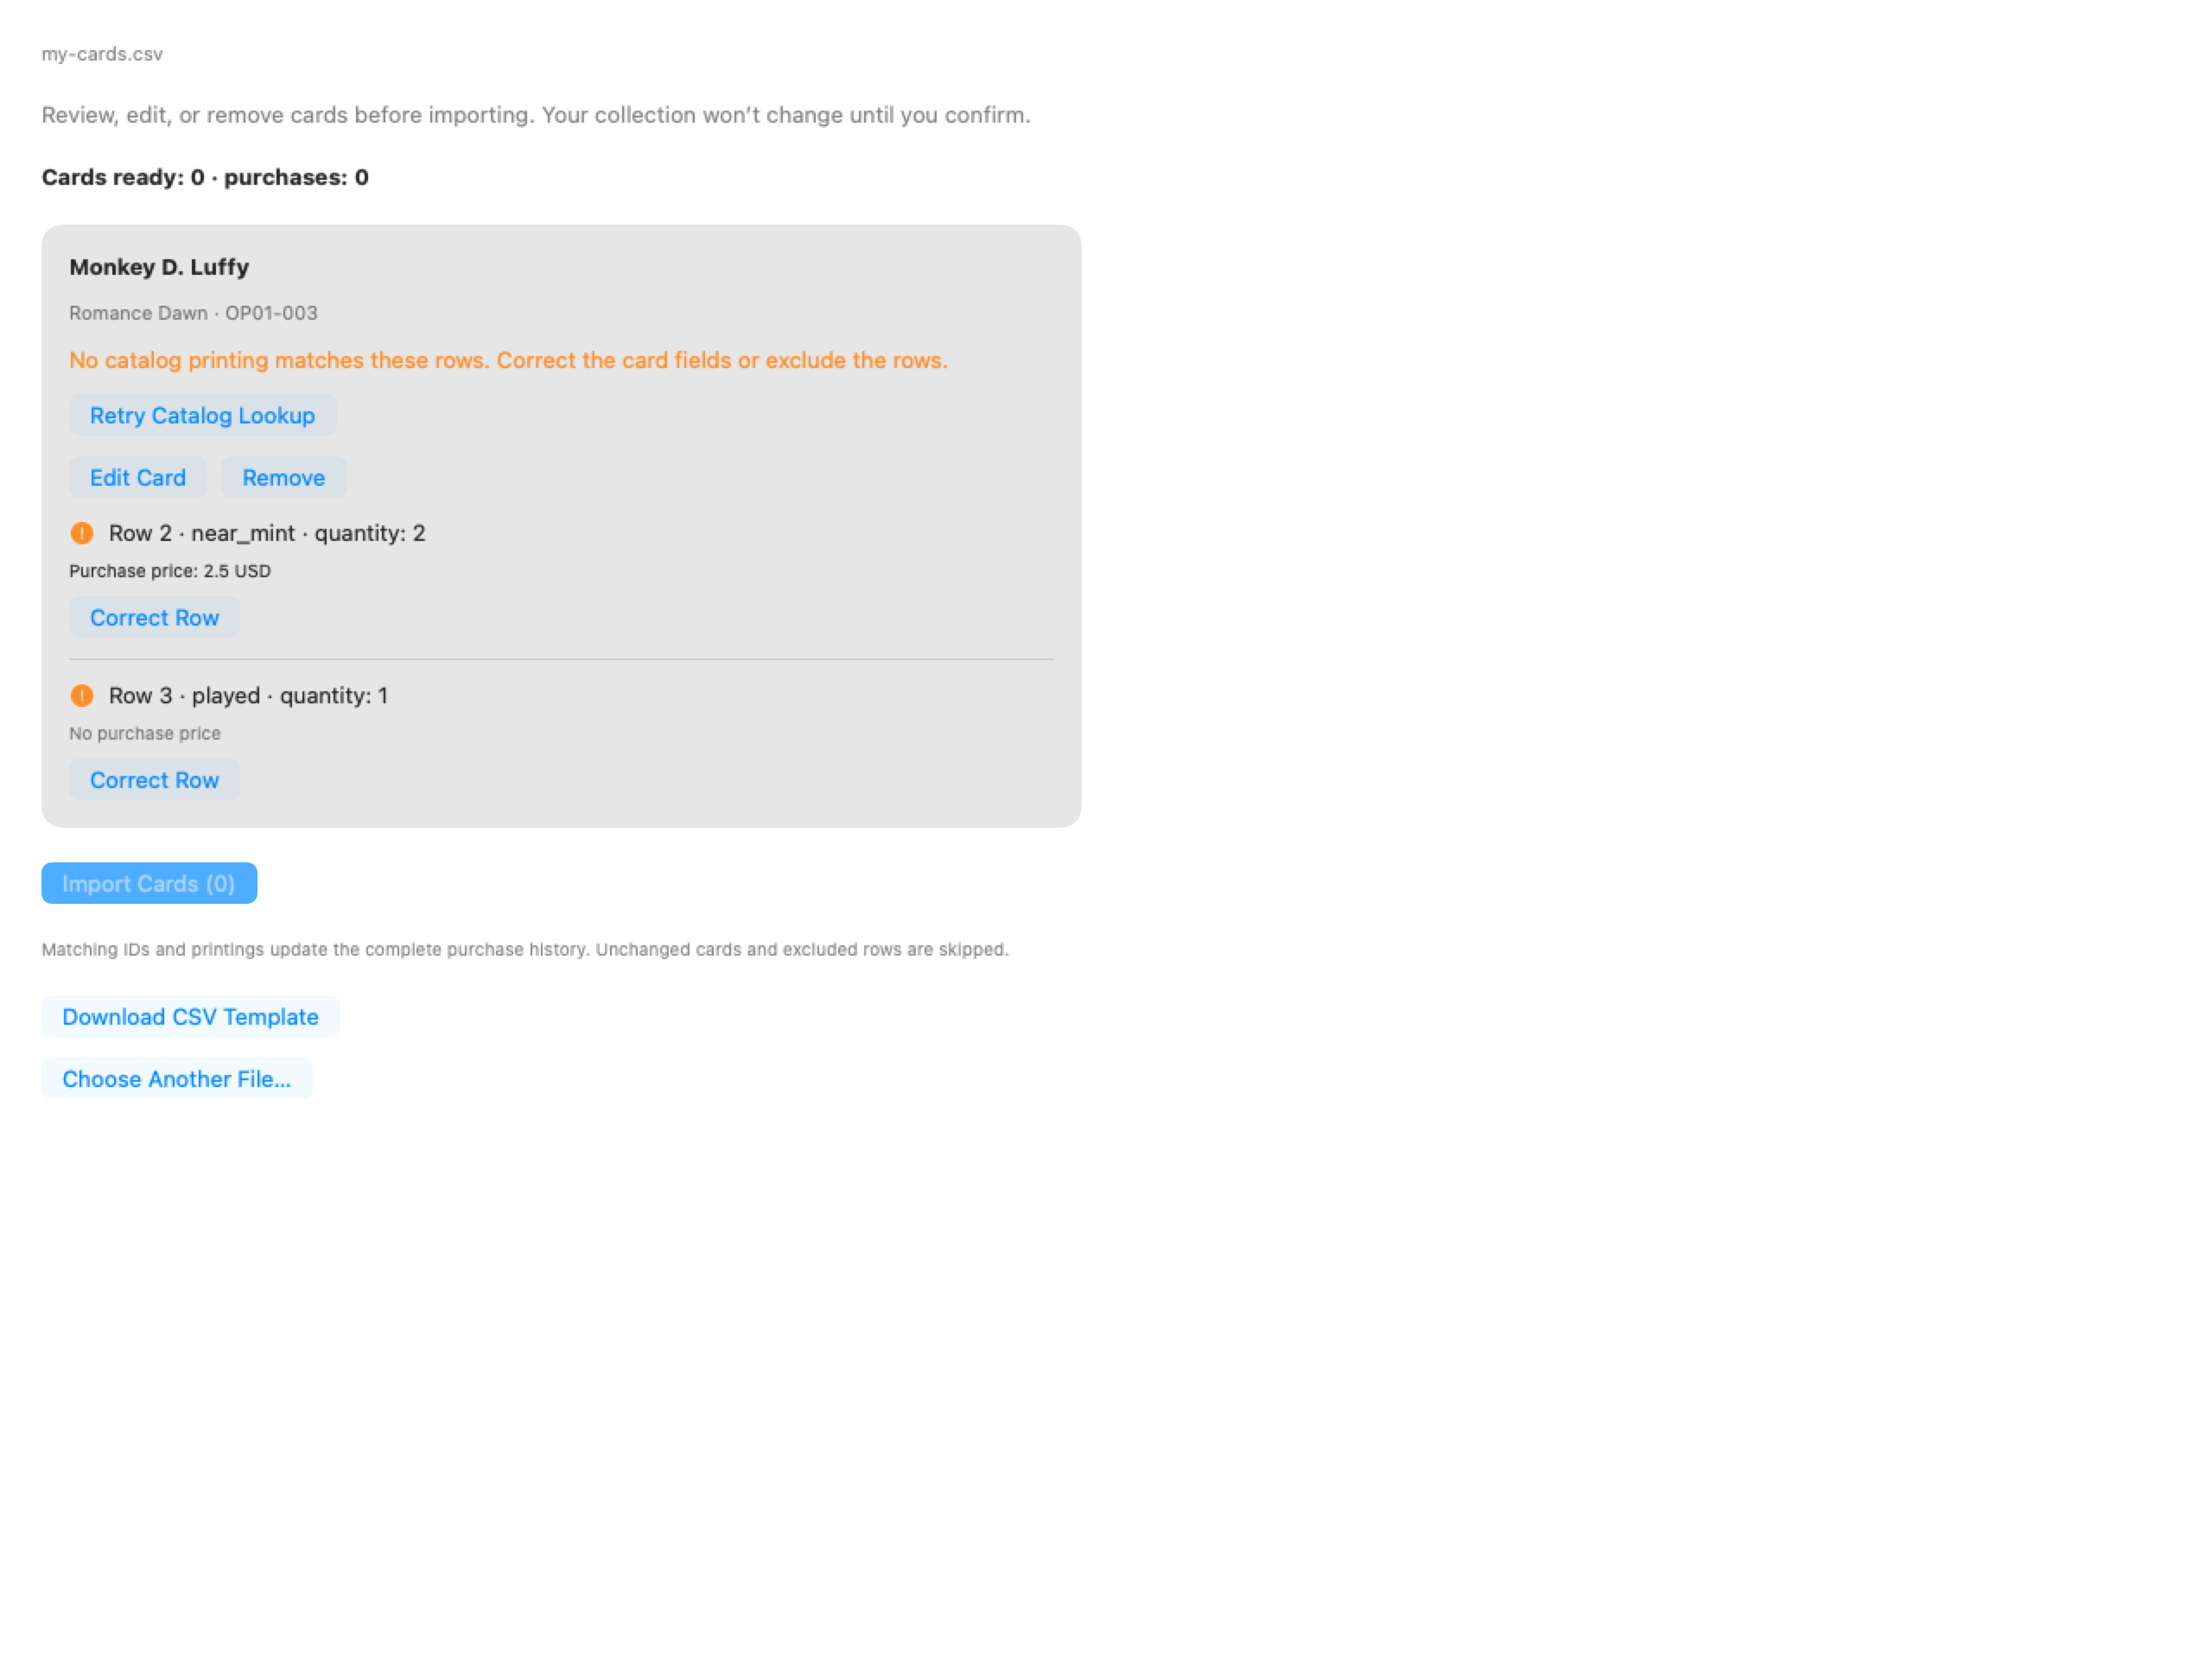 my-cards.csv
Review, edit, or remove cards before importing. Your collection won’t change until you confirm.
Cards ready: 0 · purchases: 0
Monkey D. Luffy
Romance Dawn · OP01-003
No catalog printing matches these rows. Correct the card fields or exclude the rows.
Retry Catalog Lookup
Edit Card Remove
! Row 2 · near_mint · quantity: 2
Purchase price: 2.5 USD
Correct Row
! Row 3 · played · quantity: 1
No purchase price
Correct Row
Import Cards (0)
Matching IDs and printings update the complete purchase history. Unchanged cards and excluded rows are skipped.
Download CSV Template
Choose Another File...